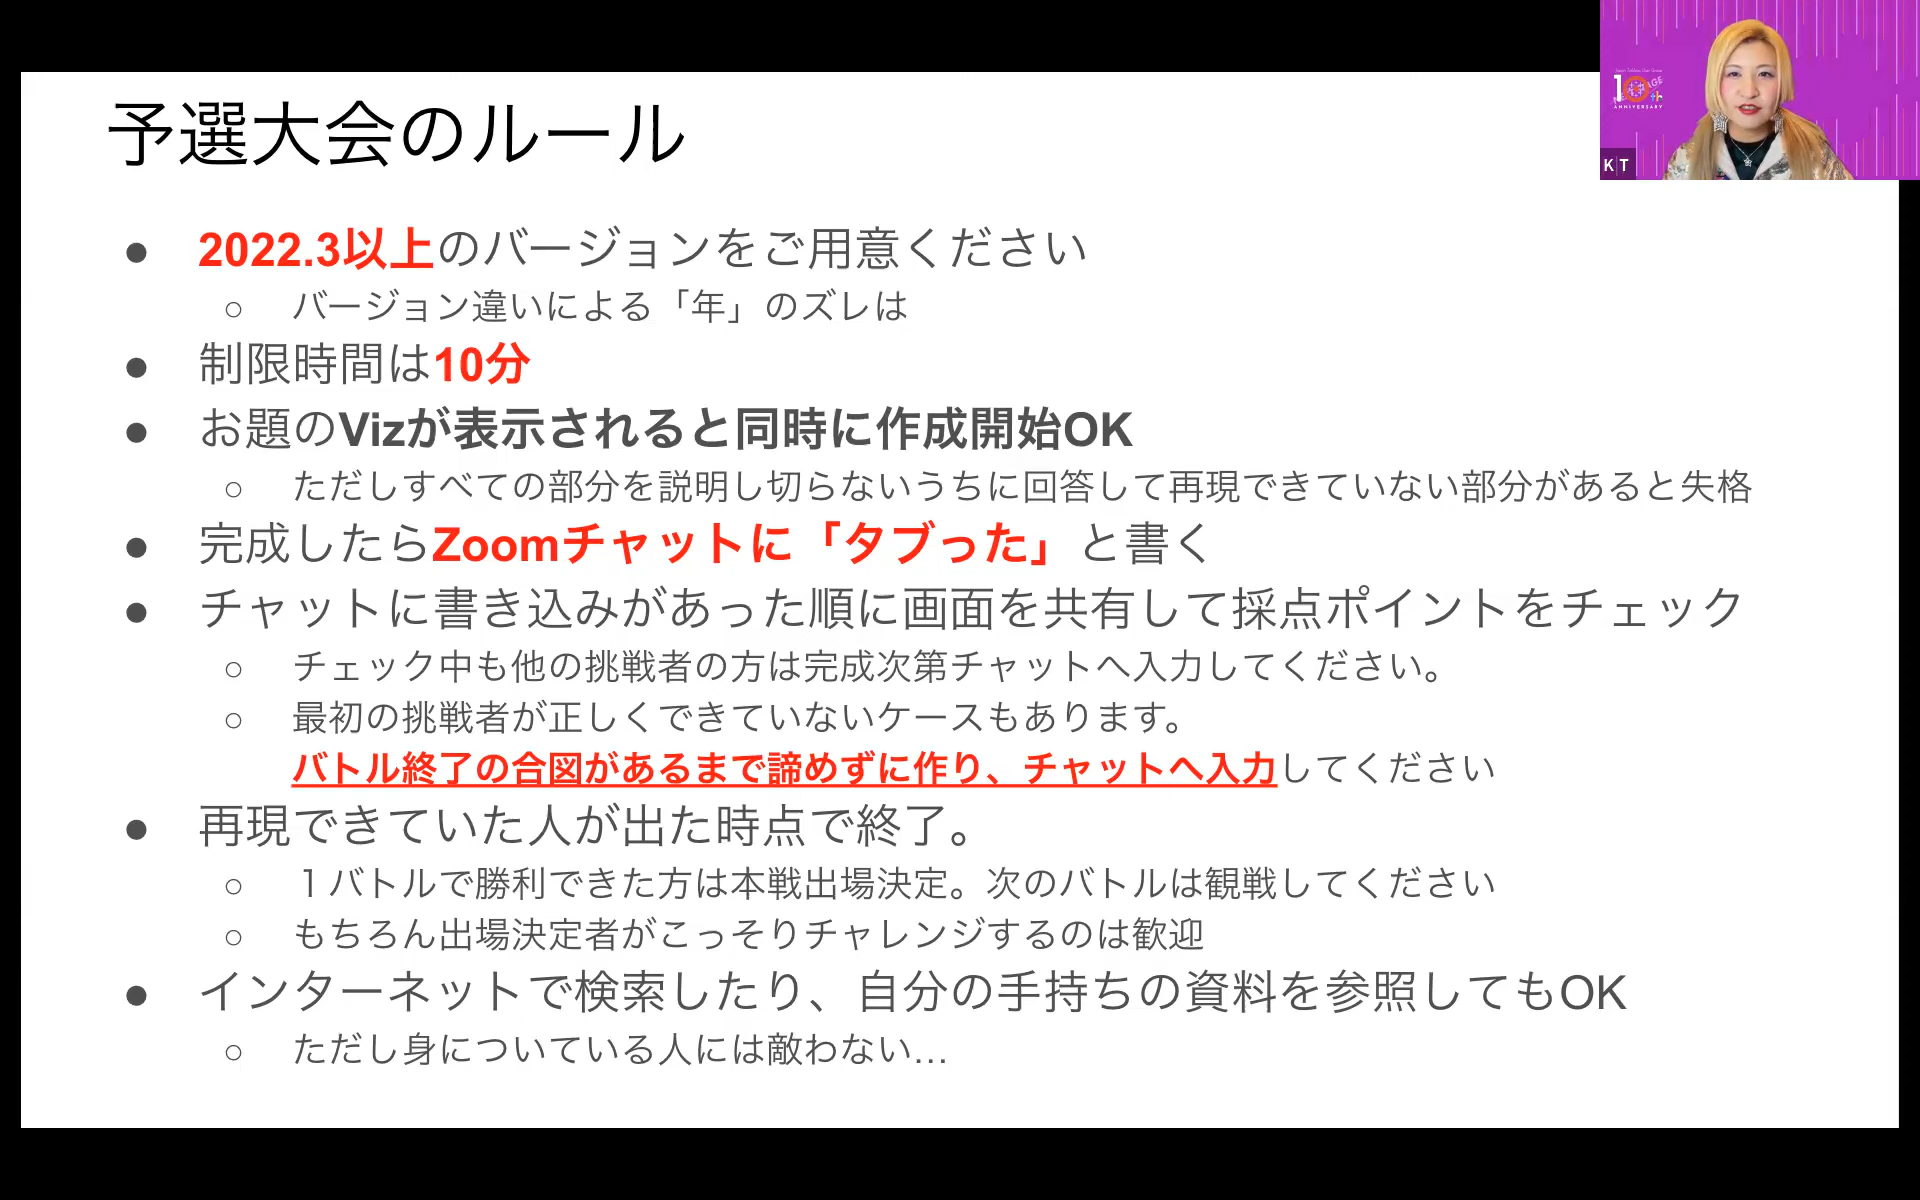 予選大会のルール
● 2022.3以上のバージョンをご用意ください
○ バージョン違いによる「年」のズレは
● 制限時間は10分
● お題のVizが表示されると同時に作成開始OK
○ ただしすべての部分を説明し切らないうちに回答して再現できていない部分があると失格
● 完成したらZoomチャットに「タブった」と書く
● チャットに書き込みがあった順に画面を共有して採点ポイントをチェック
○ チェック中も他の挑戦者の方は完成次第チャットへ入力してください。
○ 最初の挑戦者が正しくできていないケースもあります。
バトル終了の合図があるまで諦めずに作り、チャットへ入力してください
● 再現できていた人が出た時点で終了。
○ １バトルで勝利できた方は本戦出場決定。次のバトルは観戦してください
○ もちろん出場決定者がこっそりチャレンジするのは歓迎
● インターネットで検索したり、自分の手持ちの資料を参照してもOK
○ ただし身についている人には敵わない…
10th
ANNIVERSARY
K T